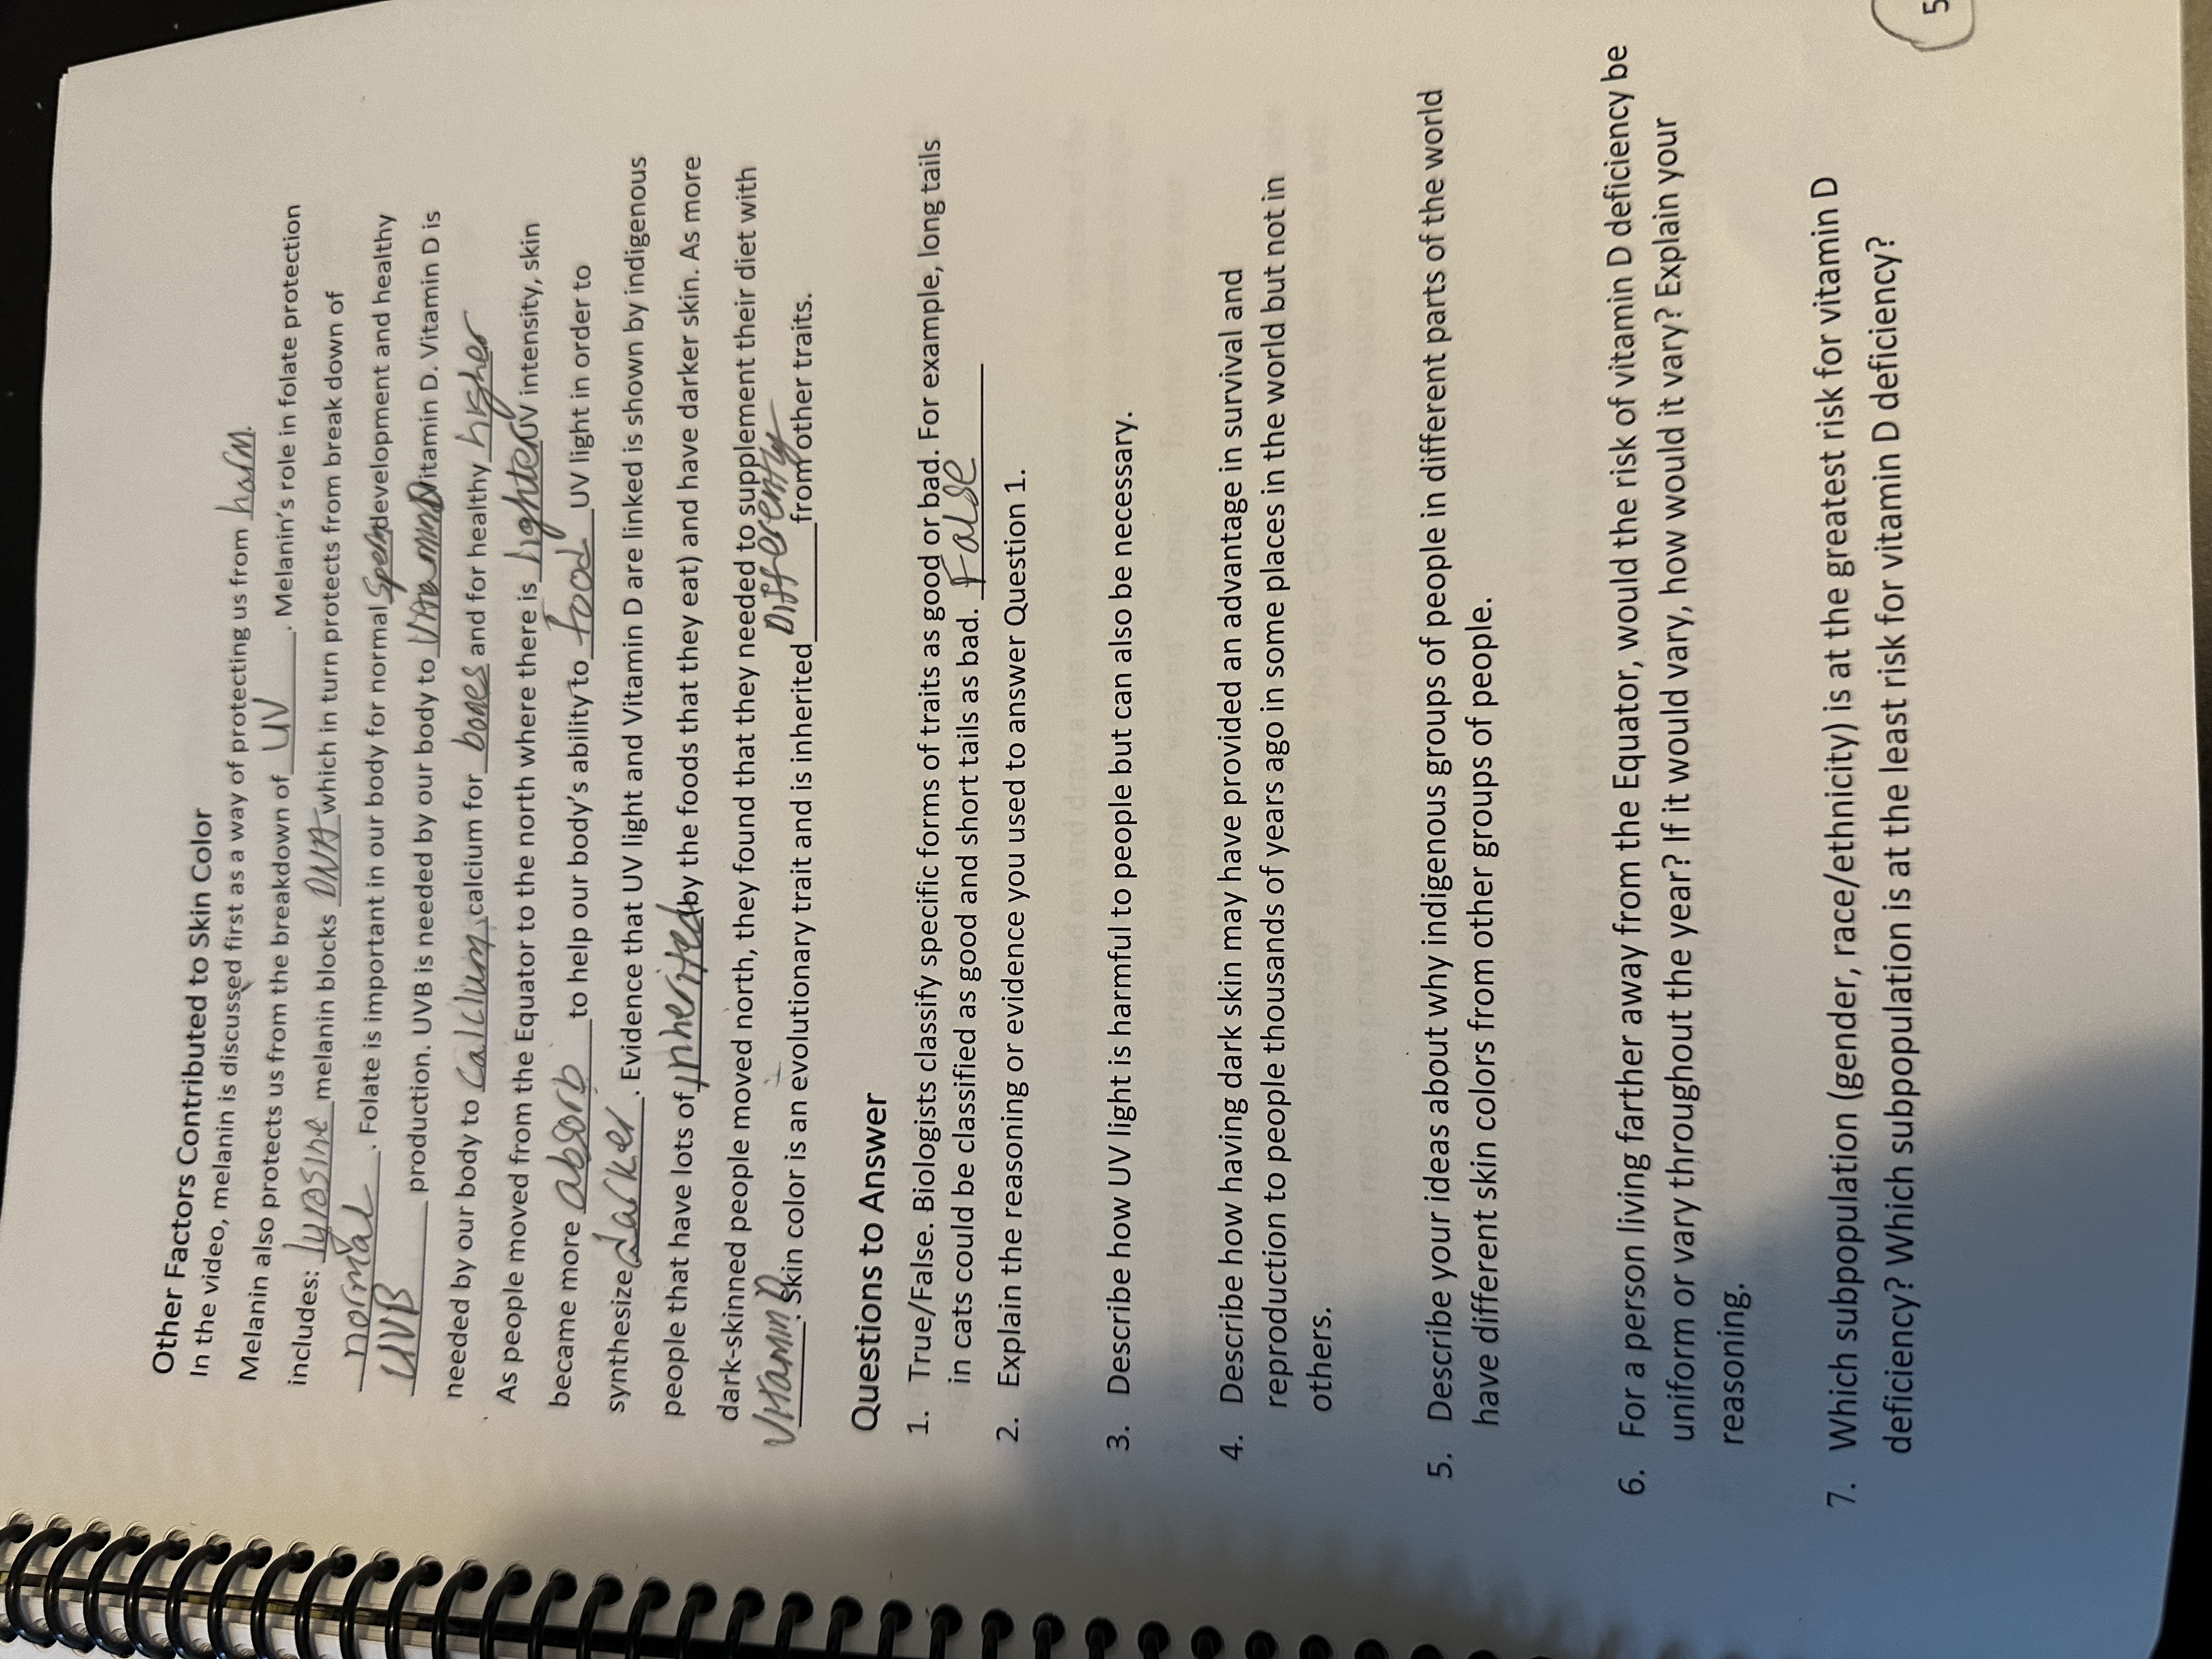 Other Factors Contributed to Skin Color
In the video, melanin is discussed first as a way of protecting us from harm.
Melanin also protects us from the breakdown of UV. Melanin's role in folate protection
includes: Tyrosine melanin blocks DNA which in turn protects from break down of
normal. Folate is important in our body for normal Sperm development and healthy
UVB production. UVB is needed by our body to Vitamin D itamin D. Vitamin D is
needed by our body to Calcium, calcium for bones and for healthy higher
As people moved from the Equator to the north where there is lighter UV intensity, skin
became more absorb to help our body's ability to food UV light in order to
synthesize darker. Evidence that UV light and Vitamin D are linked is shown by indigenous
people that have lots of inherited (by the foods that they eat) and have darker skin. As more
dark-skinned people moved north, they found that they needed to supplement their diet with
Vitamin D. Skin color is an evolutionary trait and is inherited Differently from other traits.
Questions to Answer
1. True/False. Biologists classify specific forms of traits as good or bad. For example, long tails
in cats could be classified as good and short tails as bad. False
2. Explain the reasoning or evidence you used to answer Question 1.
3. Describe how UV light is harmful to people but can also be necessary.
4. Describe how having dark skin may have provided an advantage in survival and
reproduction to people thousands of years ago in some places in the world but not in
others.
5. Describe your ideas about why indigenous groups of people in different parts of the world
have different skin colors from other groups of people.
6. For a person living farther away from the Equator, would the risk of vitamin D deficiency be
uniform or vary throughout the year? If it would vary, how would it vary? Explain your
reasoning.
7. Which subpopulation (gender, race/ethnicity) is at the greatest risk for vitamin D
deficiency? Which subpopulation is at the least risk for vitamin D deficiency?
5